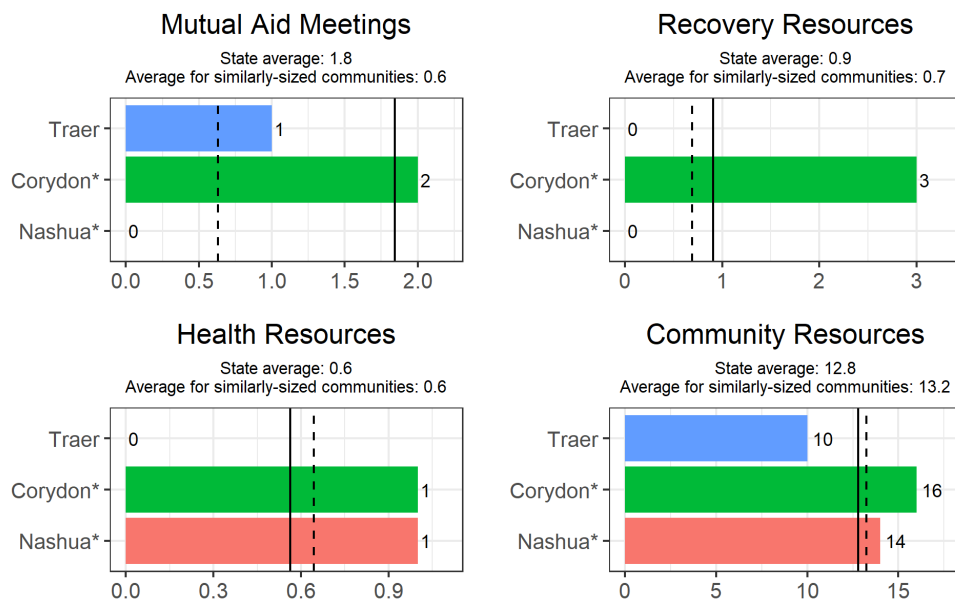 Mutual Aid Meetings
State average: 1.8
Average for similarly-sized communities: 0.6
Traer
1
Corydon*
2
Nashua*
0
0.0 0.5 1.0 1.5 2.0
Recovery Resources
State average: 0.9
Average for similarly-sized communities: 0.7
Traer
0
Corydon*
3
Nashua*
0
0 1 2 3
Health Resources
State average: 0.6
Average for similarly-sized communities: 0.6
Traer
0
Corydon*
1
Nashua*
1
0.0 0.3 0.6 0.9
Community Resources
State average: 12.8
Average for similarly-sized communities: 13.2
Traer
10
Corydon*
16
Nashua*
14
0 5 10 15